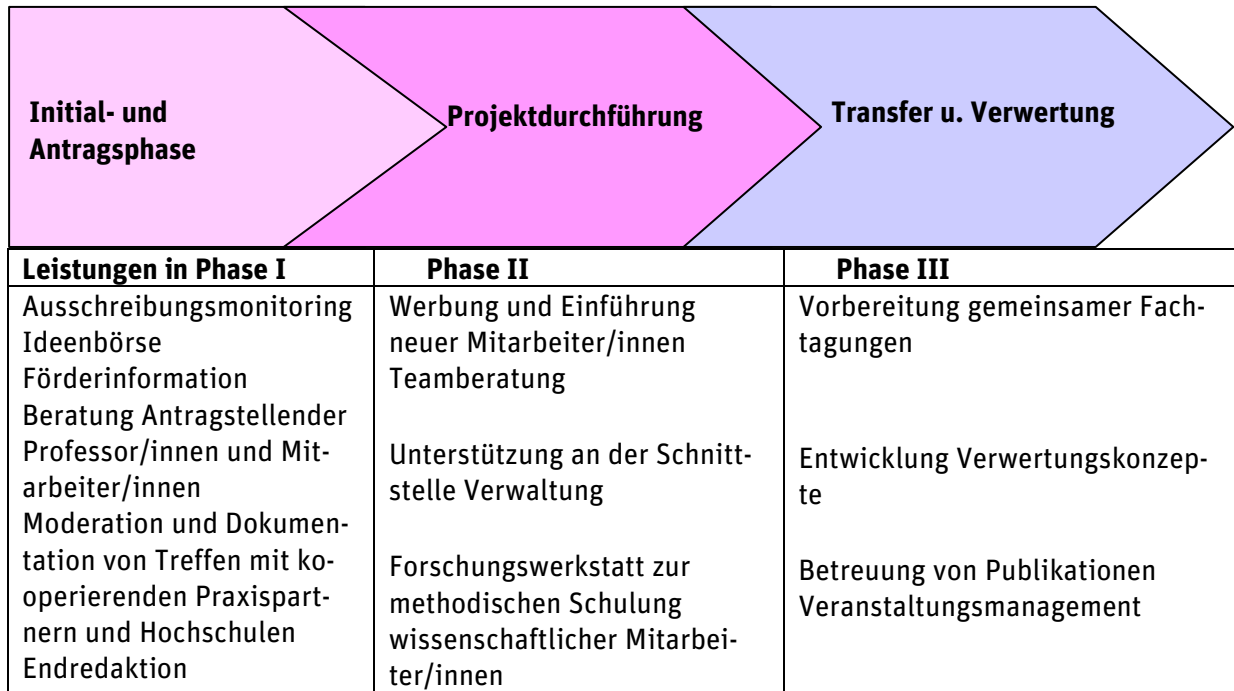 Initial- und
Antragsphase
Projektdurchführung
Transfer u. Verwertung
Leistungen in Phase I
Ausschreibungsmonitoring
Ideenbörse
Förderinformation
Beratung Antragstellender
Professor/innen und Mit-
arbeiter/innen
Moderation und Dokumen-
tation von Treffen mit ko-
operierenden Praxispart-
nern und Hochschulen
Endredaktion
Phase II
Werbung und Einführung
neuer Mitarbeiter/innen
Teamberatung
Unterstützung an der Schnitt-
stelle Verwaltung
Forschungswerkstatt zur
methodischen Schulung
wissenschaftlicher Mitarbei-
ter/innen
Phase III
Vorbereitung gemeinsamer Fach-
tagungen
Entwicklung Verwertungskonzep-
te
Betreuung von Publikationen
Veranstaltungsmanagement